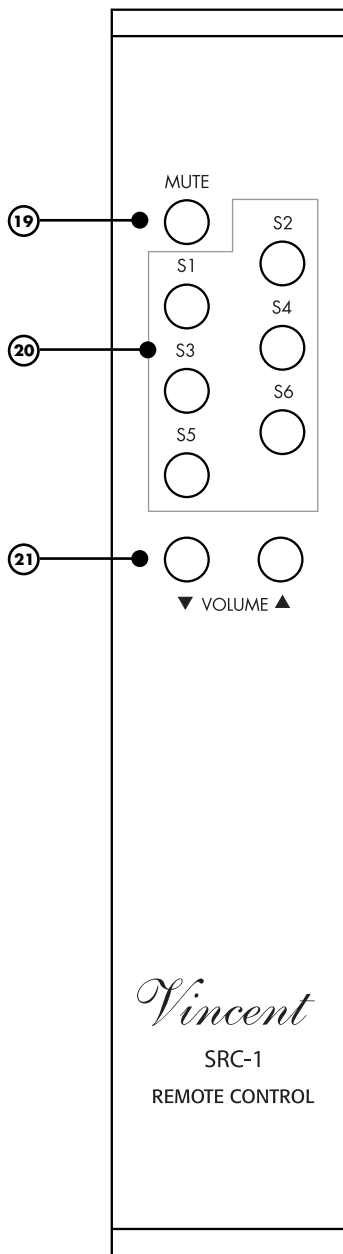 MUTE
19
S2
S1
S4
20
S3
S6
S5
21
▼ VOLUME ▲
Vincent
SRC-1
REMOTE CONTROL